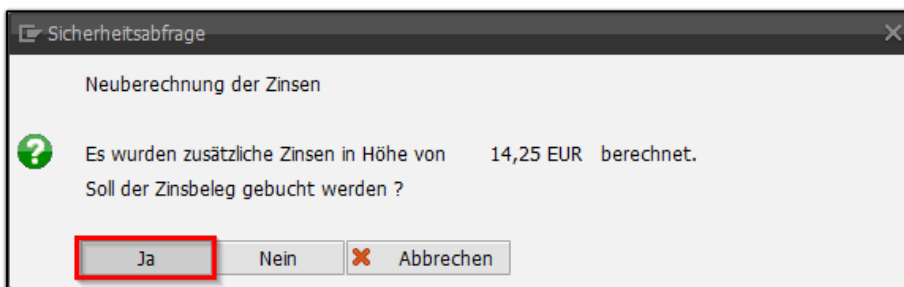 Sicherheitsabfrage
Neuberechnung der Zinsen
Es wurden zusätzliche Zinsen in Höhe von 14,25 EUR berechnet.
Soll der Zinsbeleg gebucht werden ?
Ja Nein Abbrechen